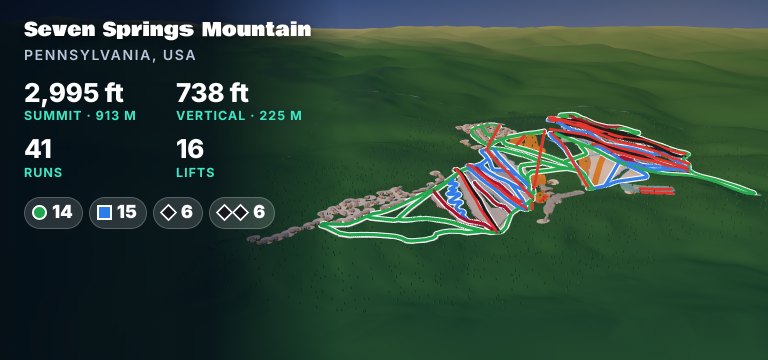 Seven Springs Mountain
PENNSYLVANIA, USA
2,995 ft 738 ft
SUMMIT · 913 M VERTICAL · 225 M
41 16
RUNS LIFTS
14 15 6 6